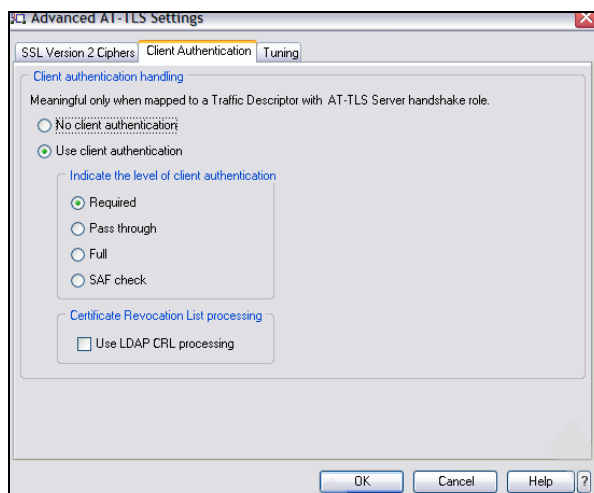 Advanced AT-TLS Settings
SSL Version 2 Ciphers Client Authentication Tuning
Client authentication handling
Meaningful only when mapped to a Traffic Descriptor with AT-TLS Server handshake role.
No client authentication
Use client authentication
Indicate the level of client authentication
Required
Pass through
Full
SAF check
Certificate Revocation List processing
Use LDAP CRL processing
OK Cancel Help ?